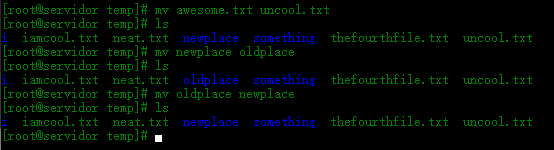 [root@servidor temp]# mv awesome.txt uncool.txt
[root@servidor temp]# ls
i  iamcool.txt  neat.txt  newplace  something  thefourthfile.txt  uncool.txt
[root@servidor temp]# mv newplace oldplace
[root@servidor temp]# ls
i  iamcool.txt  neat.txt  oldplace  something  thefourthfile.txt  uncool.txt
[root@servidor temp]# mv oldplace newplace
[root@servidor temp]# ls
i  iamcool.txt  neat.txt  newplace  something  thefourthfile.txt  uncool.txt
[root@servidor temp]#